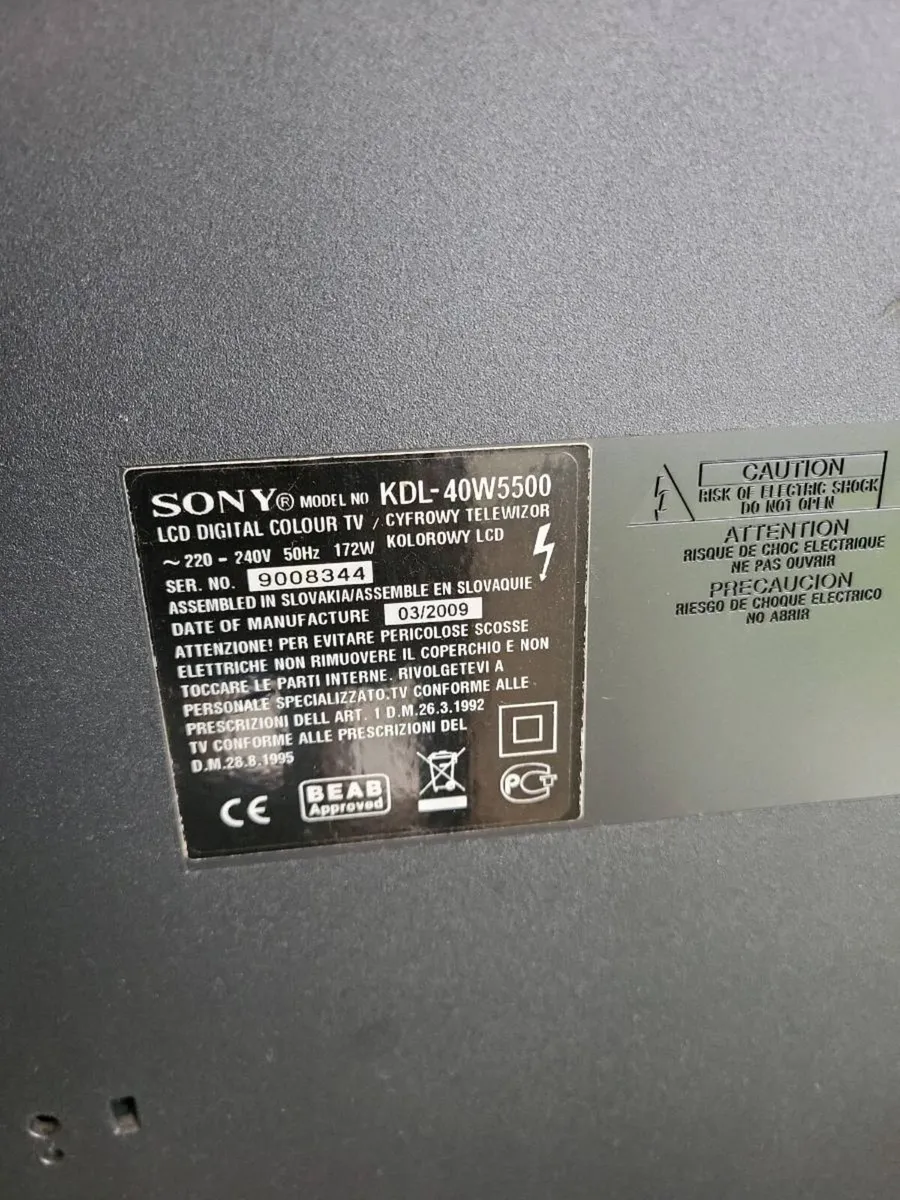 SONY® MODEL NO KDL-40W5500
LCD DIGITAL COLOUR TV / CYFROWY TELEWIZOR
KOLOROWY LCD
~ 220 - 240V 50Hz 172W
SER. NO. 9008344
ASSEMBLED IN SLOVAKIA/ASSEMBLE EN SLOVAQUIE
DATE OF MANUFACTURE 03/2009
ATTENZIONE! PER EVITARE PERICOLOSE SCOSSE
ELETTRICHE NON RIMUOVERE IL COPERCHIO E NON
TOCCARE LE PARTI INTERNE. RIVOLGETEVI A
PERSONALE SPECIALIZZATO.TV CONFORME ALLE
PRESCRIZIONI DELL ART. 1 D.M.26.3.1992
TV CONFORME ALLE PRESCRIZIONI DEL
D.M.28.8.1995
CE
BEAB
Approved
PCT
CAUTION
RISK OF ELECTRIC SHOCK
DO NOT OPEN
ATTENTION
RISQUE DE CHOC ELECTRIQUE
NE PAS OUVRIR
PRECAUCION
RIESGO DE CHOQUE ELECTRICO
NO ABRIR